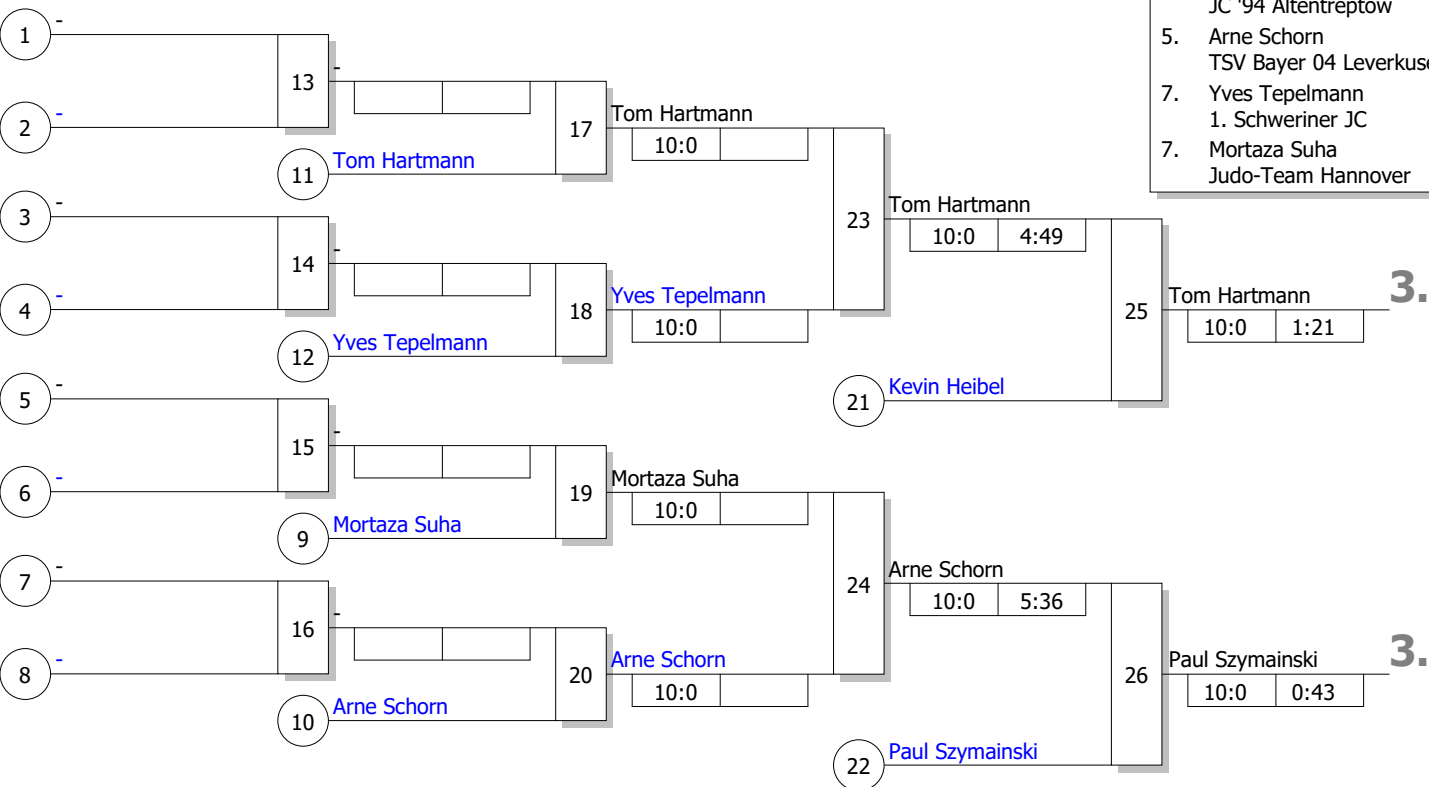 JC '94 Altentreptow
5. Arne Schorn
TSV Bayer 04 Leverkuse
7. Yves Tepelmann
1. Schweriner JC
7. Mortaza Suha
Judo-Team Hannover
1 -
2 -
13 -
11 Tom Hartmann
17 Tom Hartmann
10:0
3 -
4 -
14 -
12 Yves Tepelmann
18 Yves Tepelmann
10:0
23 Tom Hartmann
10:0 4:49
21 Kevin Heibel
25 Tom Hartmann 3.
10:0 1:21
5 -
6 -
15 -
9 Mortaza Suha
19 Mortaza Suha
10:0
7 -
8 -
16 -
10 Arne Schorn
20 Arne Schorn
10:0
24 Arne Schorn
10:0 5:36
22 Paul Szymainski
26 Paul Szymainski 3.
10:0 0:43